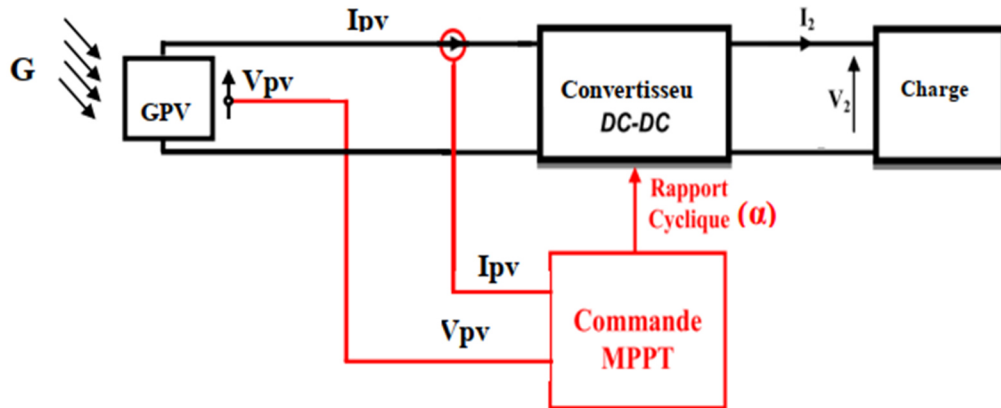 Ipv
I₂
G
Vpv
GPV
Convertisseu
DC-DC
V₂
Charge
Rapport
Cyclique (α)
Ipv
Vpv
Commande
MPPT